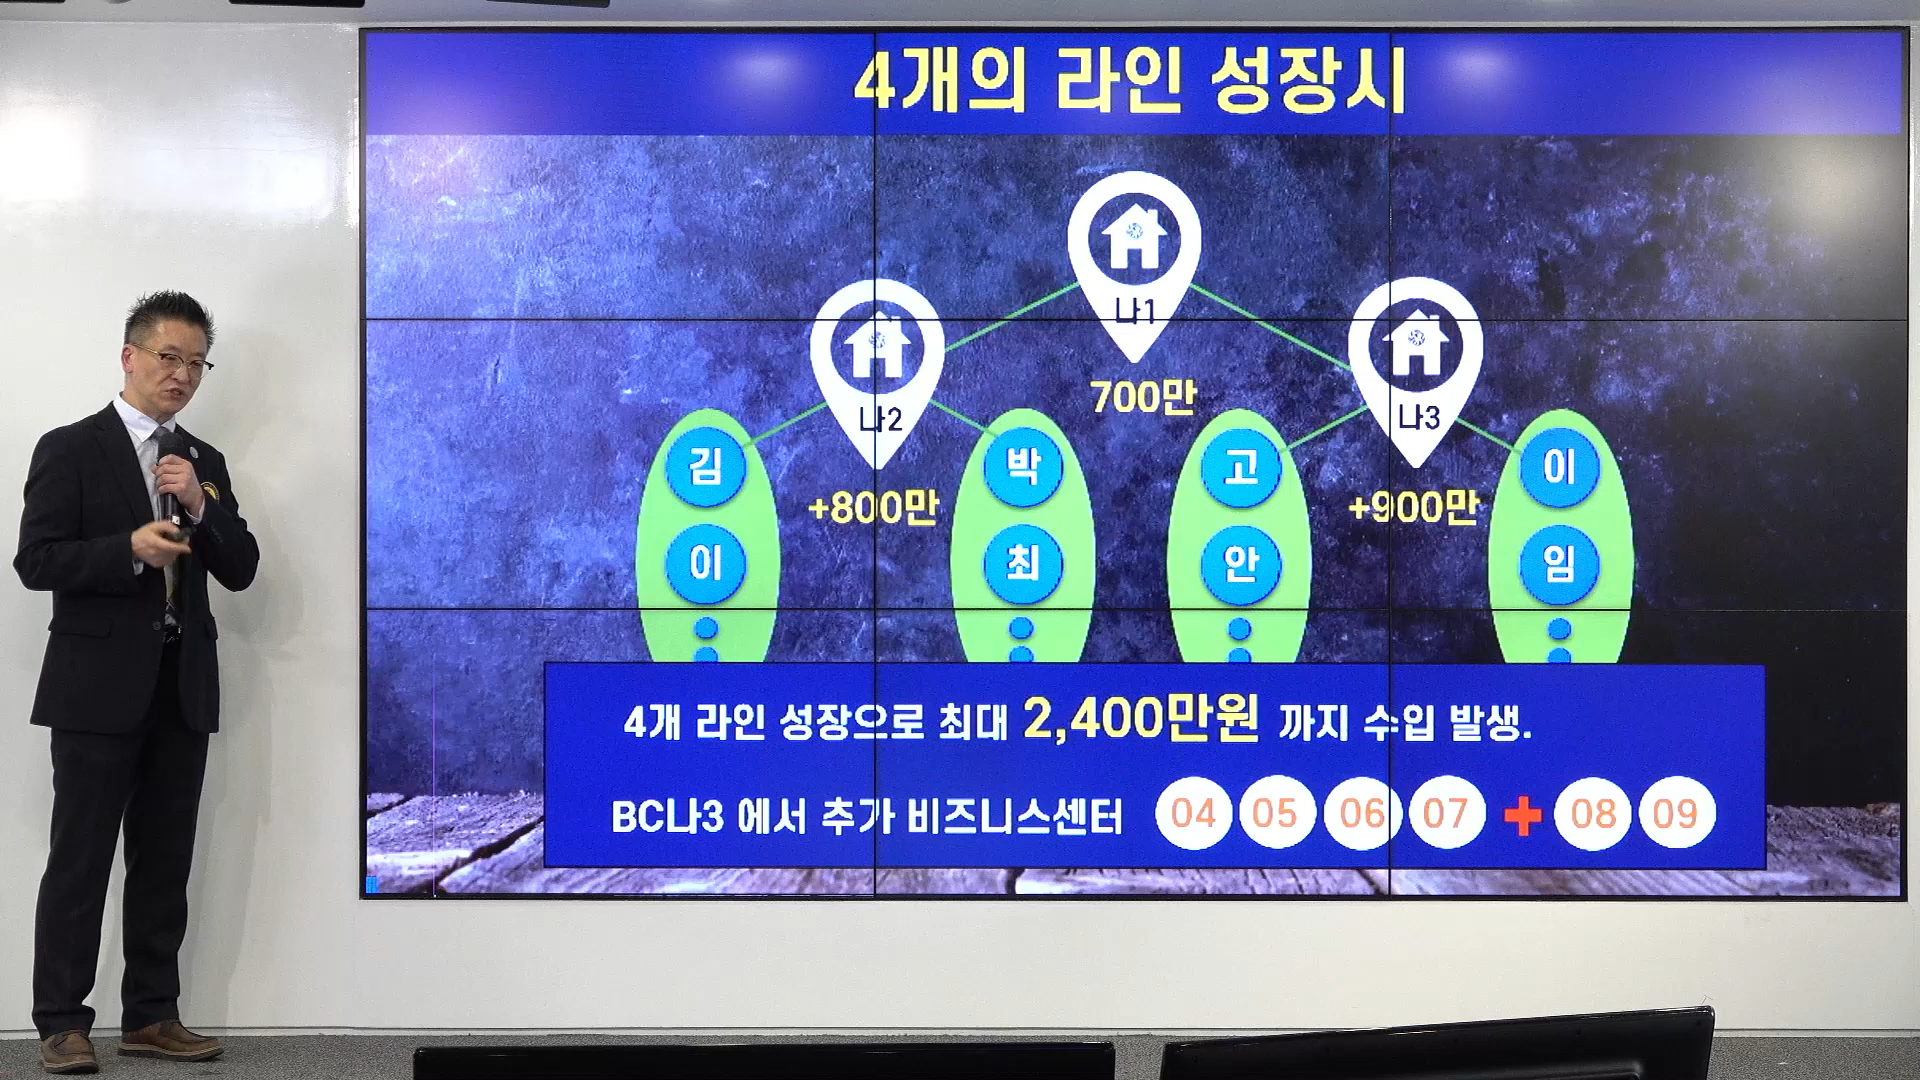 4개의 라인 성장시
나1
700만
나2
나3
+800만
+900만
김
박
고
이
이
최
안
임
4개 라인 성장으로 최대 2,400만원 까지 수입 발생.
BC나3 에서 추가 비즈니스센터 04 05 06 07 + 08 09